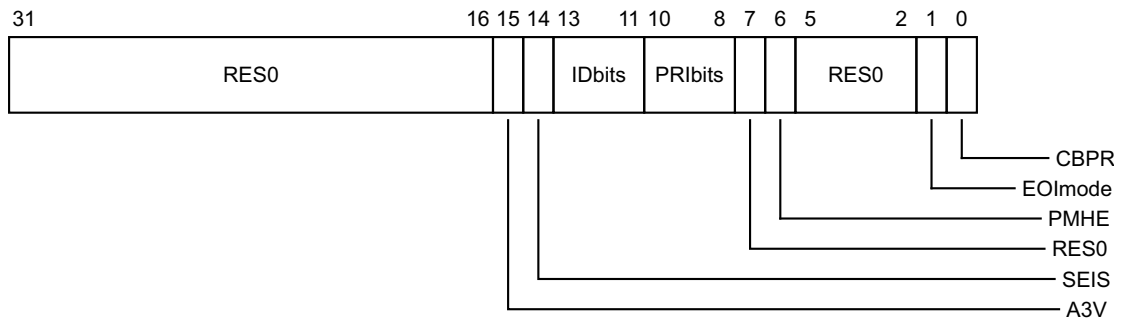 31 16 15 14 13 11 10 8 7 6 5 2 1 0
RES0 IDbits PRIbits RES0
CBPR
EOImode
PMHE
RES0
SEIS
A3V